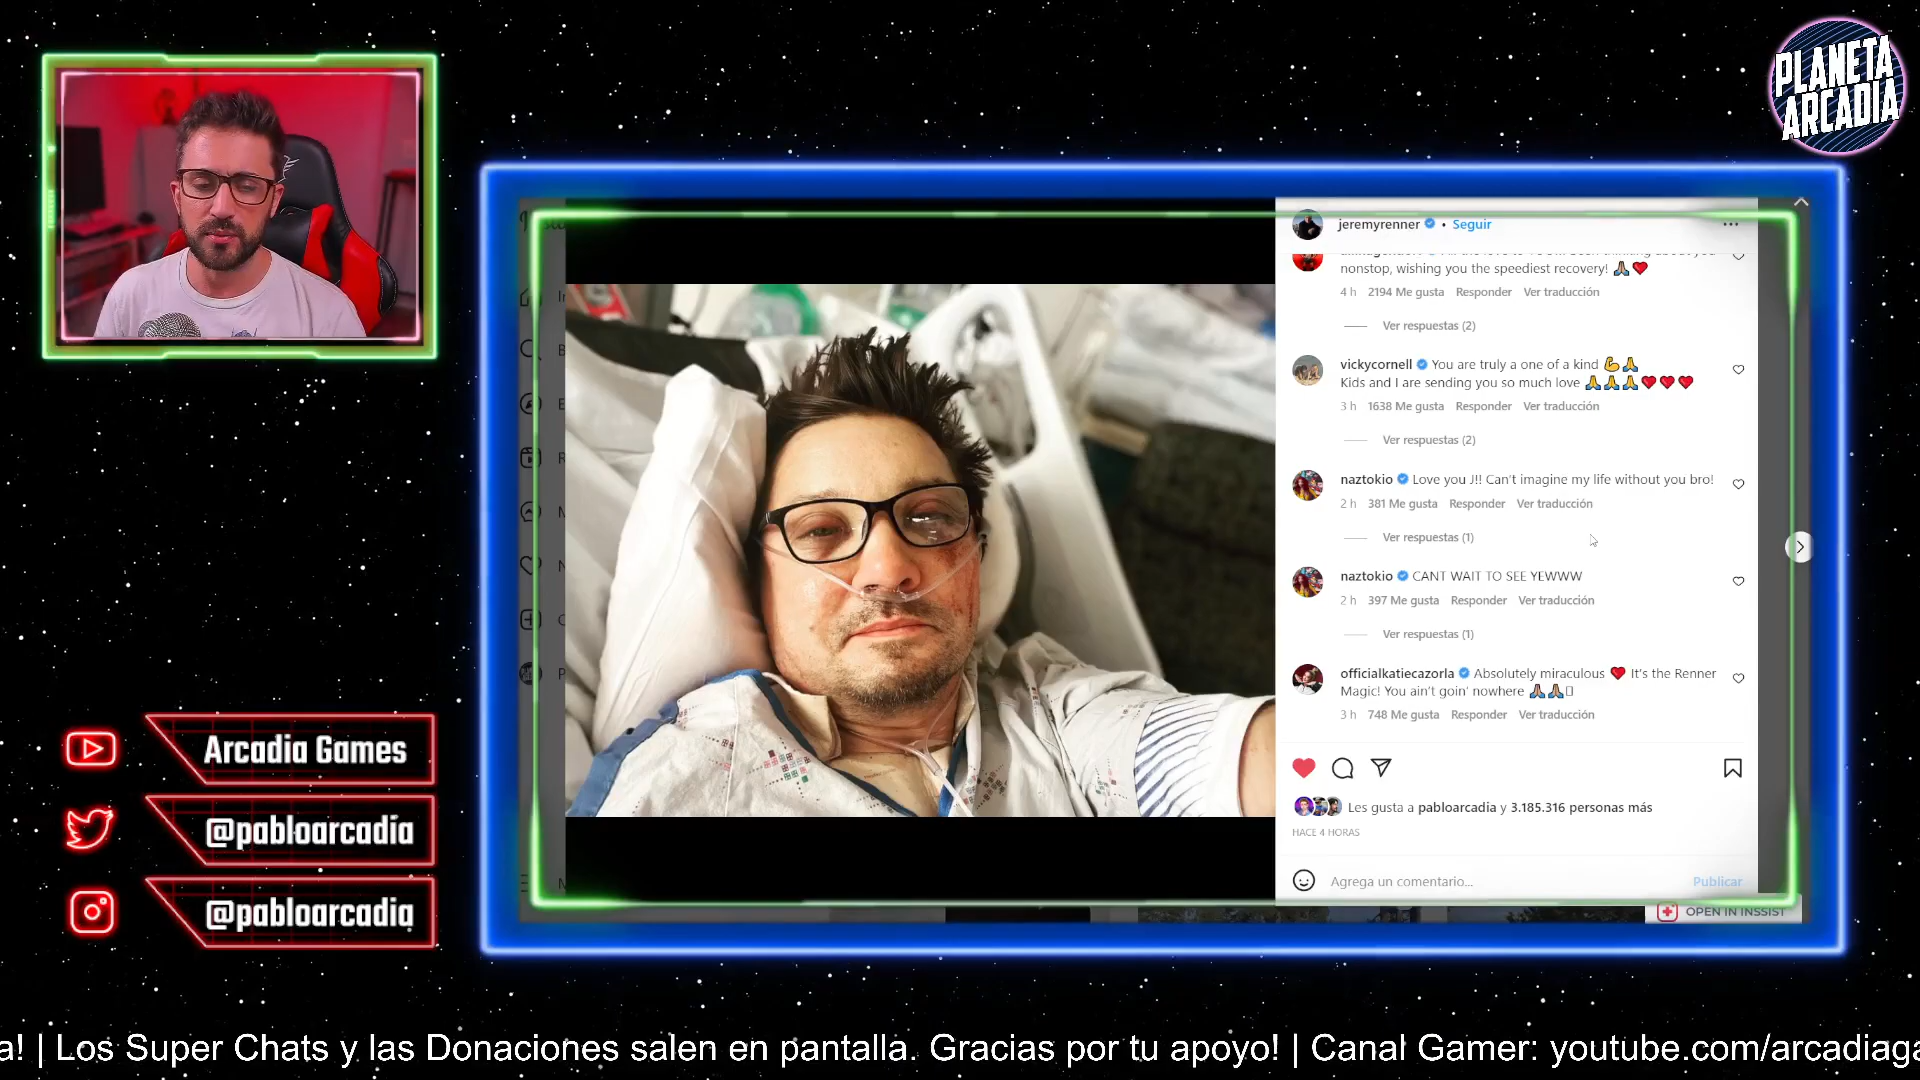 PLANETA
ARCADIA
jeremyrenner • Seguir
nonstop, wishing you the speediest recovery! 🙏🏽❤️
4 h 2194 Me gusta Responder Ver traducción
Ver respuestas (2)
vickycornell You are truly a one of a kind 💪🙏
Kids and I are sending you so much love 🙏🙏🙏❤️❤️❤️
3 h 1638 Me gusta Responder Ver traducción
Ver respuestas (2)
naztokio Love you J!! Can't imagine my life without you bro!
2 h 381 Me gusta Responder Ver traducción
Ver respuestas (1)
naztokio CANT WAIT TO SEE YEWWW
2 h 397 Me gusta Responder Ver traducción
Ver respuestas (1)
officialkatiecazorla Absolutely miraculous ❤️ It's the Renner
Magic! You ain't goin' nowhere 🙏🏽🙏🏽▯
3 h 748 Me gusta Responder Ver traducción
Les gusta a pabloarcadia y 3.185.316 personas más
HACE 4 HORAS
Agrega un comentario... Publicar
OPEN IN INSSIST
Arcadia Games
@pabloarcadia
@pabloarcadia
a! | Los Super Chats y las Donaciones salen en pantalla. Gracias por tu apoyo! | Canal Gamer: youtube.com/arcadiaga